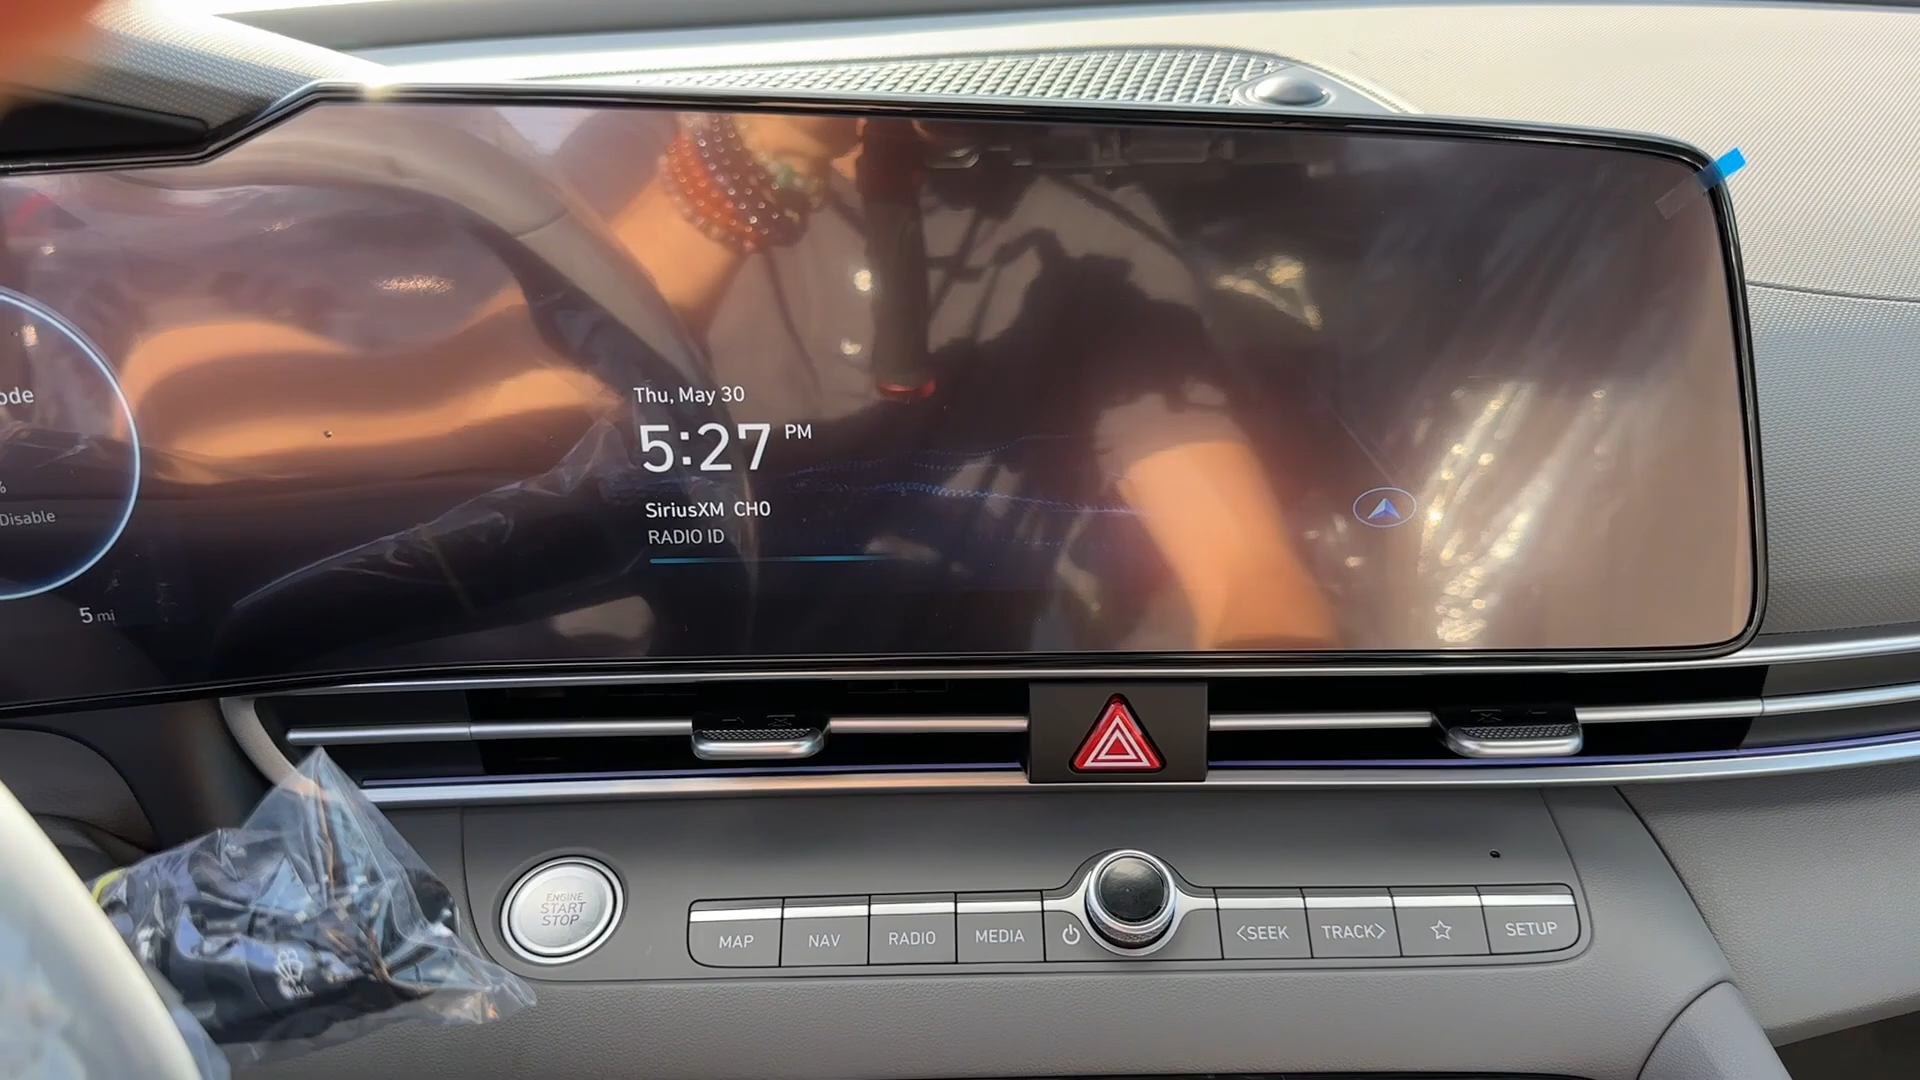 ode
%
Disable
5 mi
Thu, May 30
5:27 PM
SiriusXM CH0
RADIO ID
ENGINE
START
STOP
MAP
NAV
RADIO
MEDIA
<SEEK
TRACK>
SETUP